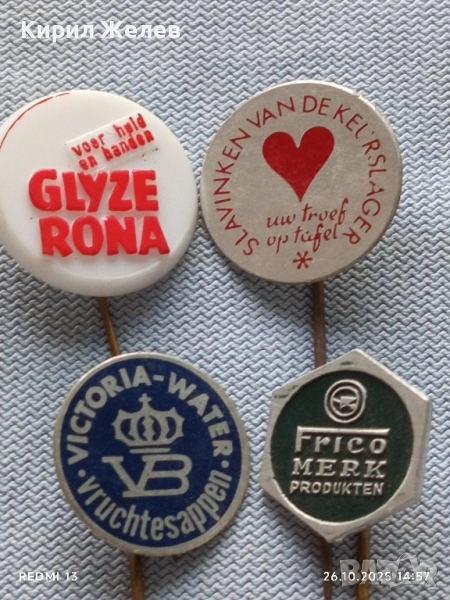 Кирил Желев
voer huid
en handen
GLYZE
RONA
SLAVINKEN VAN DE KEURSLAGER
uw troef
op tafel
*
VICTORIA-WATER
VB
vruchtesappen
Frico
MERK
PRODUKTEN
REDMI 13
26.10.2025 14:57